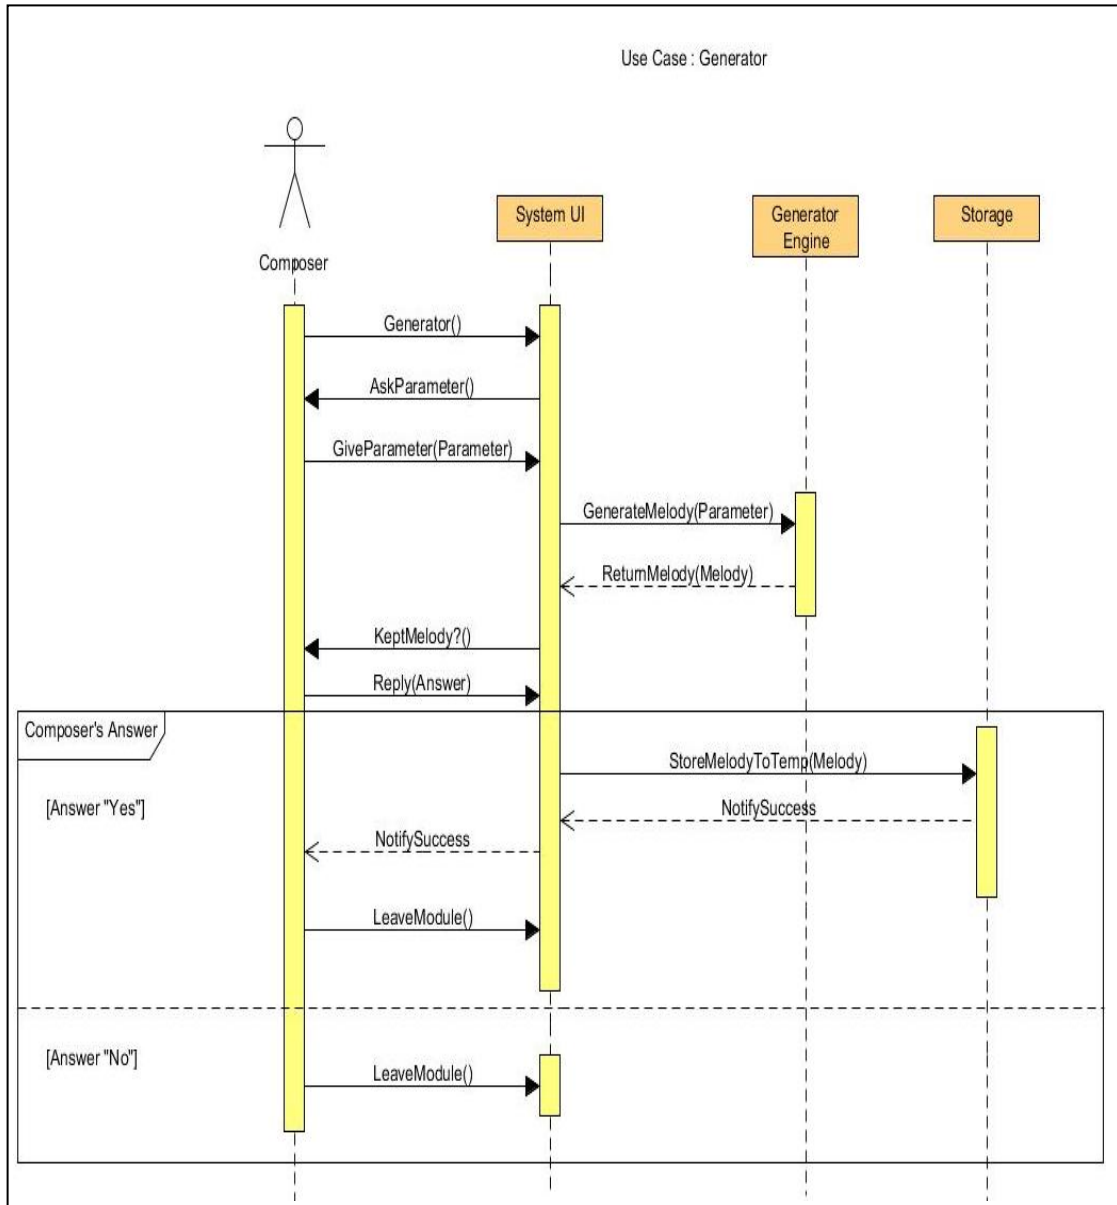 Use Case : Generator
Composer
System UI
Generator
Engine
Storage
Generator()
AskParameter()
GiveParameter(Parameter)
GenerateMelody(Parameter)
ReturnMelody(Melody)
KeptMelody?()
Reply(Answer)
Composer's Answer
StoreMelodyToTemp(Melody)
[Answer "Yes"]
NotifySuccess
NotifySuccess
LeaveModule()
[Answer "No"]
LeaveModule()